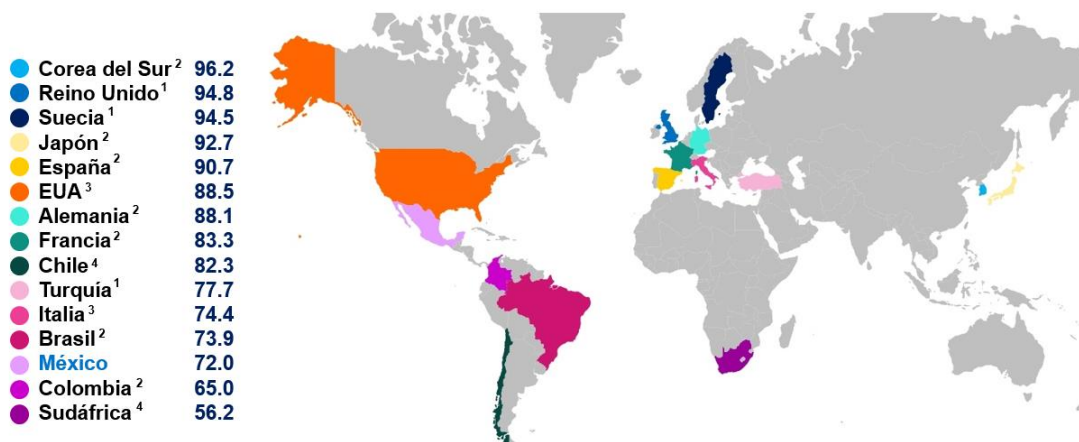 Corea del Sur ² 96.2
Reino Unido ¹ 94.8
Suecia ¹ 94.5
Japón ² 92.7
España ² 90.7
EUA ³ 88.5
Alemania ² 88.1
Francia ² 83.3
Chile ⁴ 82.3
Turquía ¹ 77.7
Italia ³ 74.4
Brasil ² 73.9
México 72.0
Colombia ² 65.0
Sudáfrica ⁴ 56.2